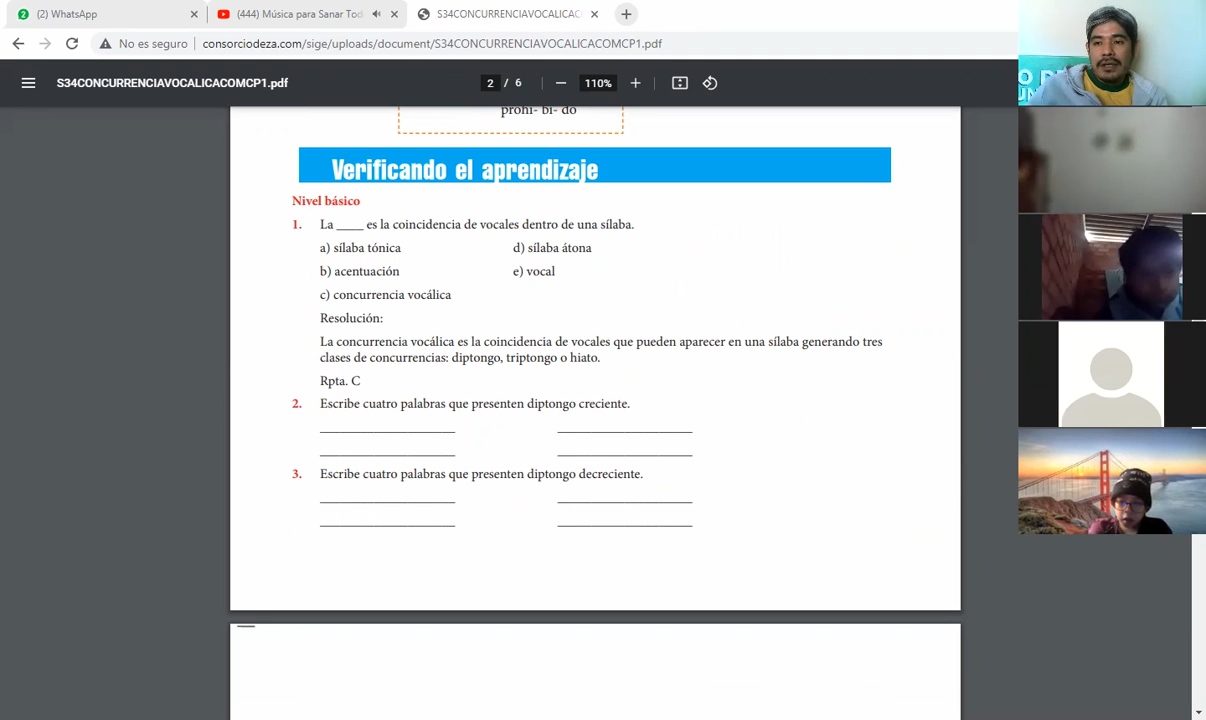 (2) WhatsApp
(444) Música para Sanar Tod
S34CONCURRENCIAVOCALICAC
No es seguro
consorciodeza.com/sige/uploads/document/S34CONCURRENCIAVOCALICACOMCP1.pdf
S34CONCURRENCIAVOCALICACOMCP1.pdf
2 / 6
110%
prohi- bi- do
Verificando el aprendizaje
Nivel básico
1. La ____ es la coincidencia de vocales dentro de una sílaba.
a) sílaba tónica
d) sílaba átona
b) acentuación
e) vocal
c) concurrencia vocálica
Resolución:
La concurrencia vocálica es la coincidencia de vocales que pueden aparecer en una sílaba generando tres
clases de concurrencias: diptongo, triptongo o hiato.
Rpta. C
2. Escribe cuatro palabras que presenten diptongo creciente.
3. Escribe cuatro palabras que presenten diptongo decreciente.